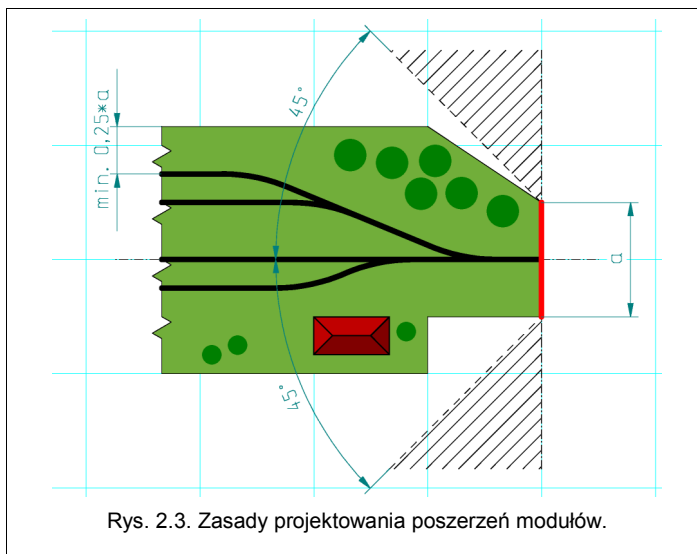 min. 0,25*a
45°
a
45°
Rys. 2.3. Zasady projektowania poszerzeń modułów.